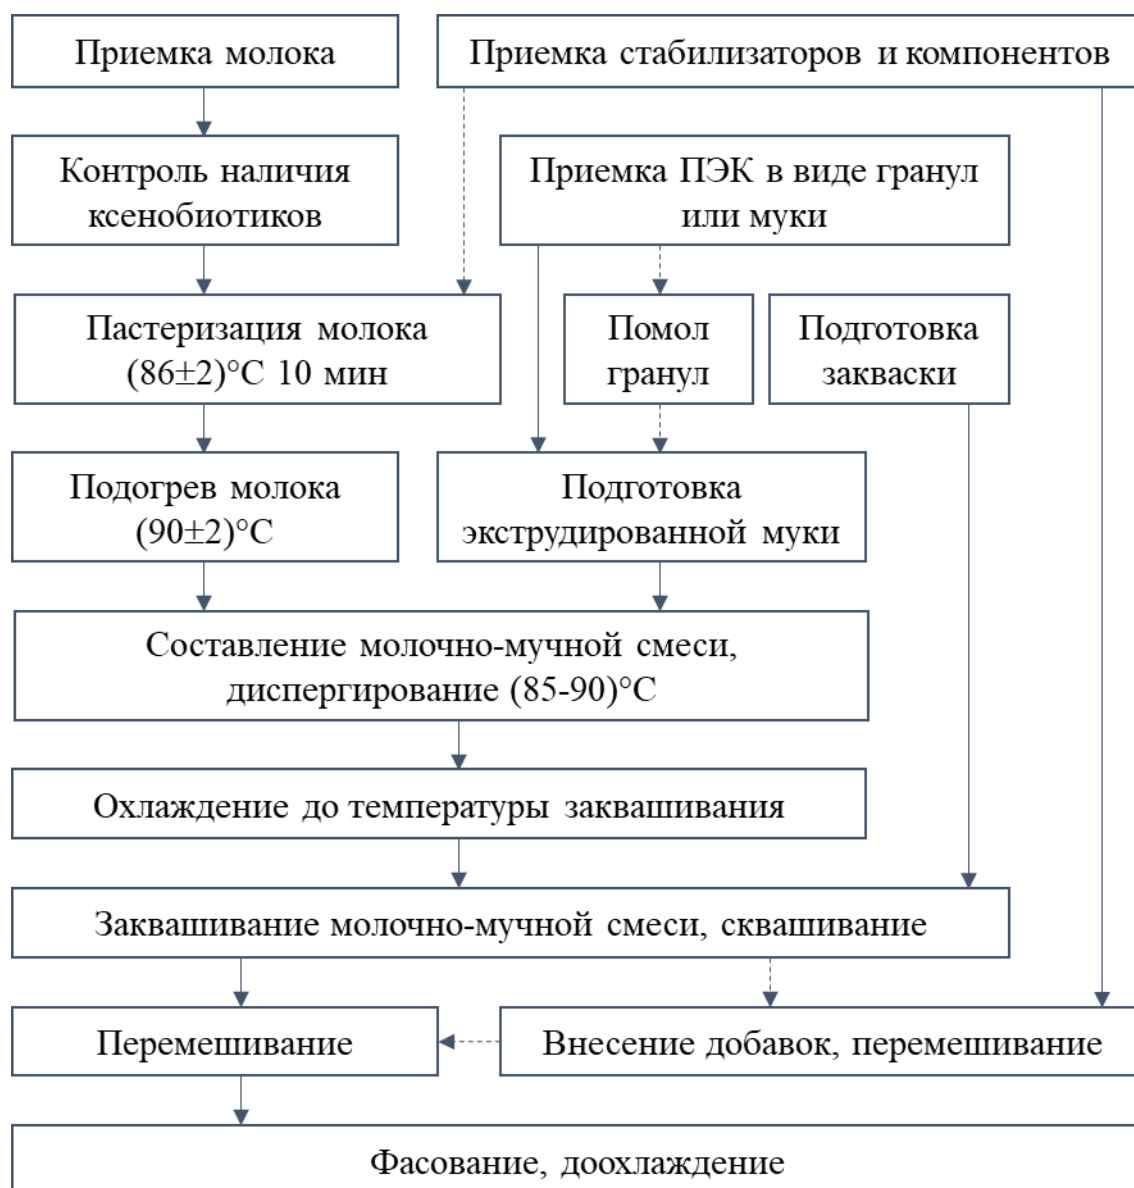 Приемка молока
Приемка стабилизаторов и компонентов
Контроль наличия
ксенобиотиков
Приемка ПЭК в виде гранул
или муки
Пастеризация молока
(86±2)°С 10 мин
Помол
гранул
Подготовка
закваски
Подогрев молока
(90±2)°С
Подготовка
экструдированной муки
Составление молочно-мучной смеси,
диспергирование (85-90)°С
Охлаждение до температуры заквашивания
Заквашивание молочно-мучной смеси, сквашивание
Перемешивание
Внесение добавок, перемешивание
Фасование, доохлаждение